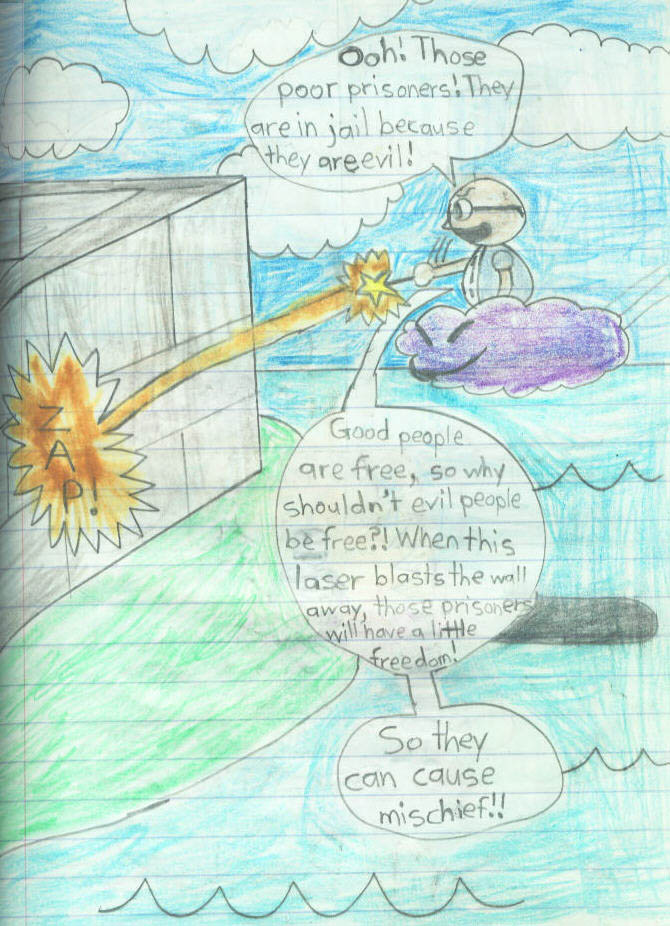 Ooh! Those
poor prisoners! They
are in jail because
they are evil!
Good people
are free, so why
shouldn't evil people
be free?! When this
laser blasts the wall
away, those prisoners
will have a little
freedom!
So they
can cause
mischief!!
ZAP!